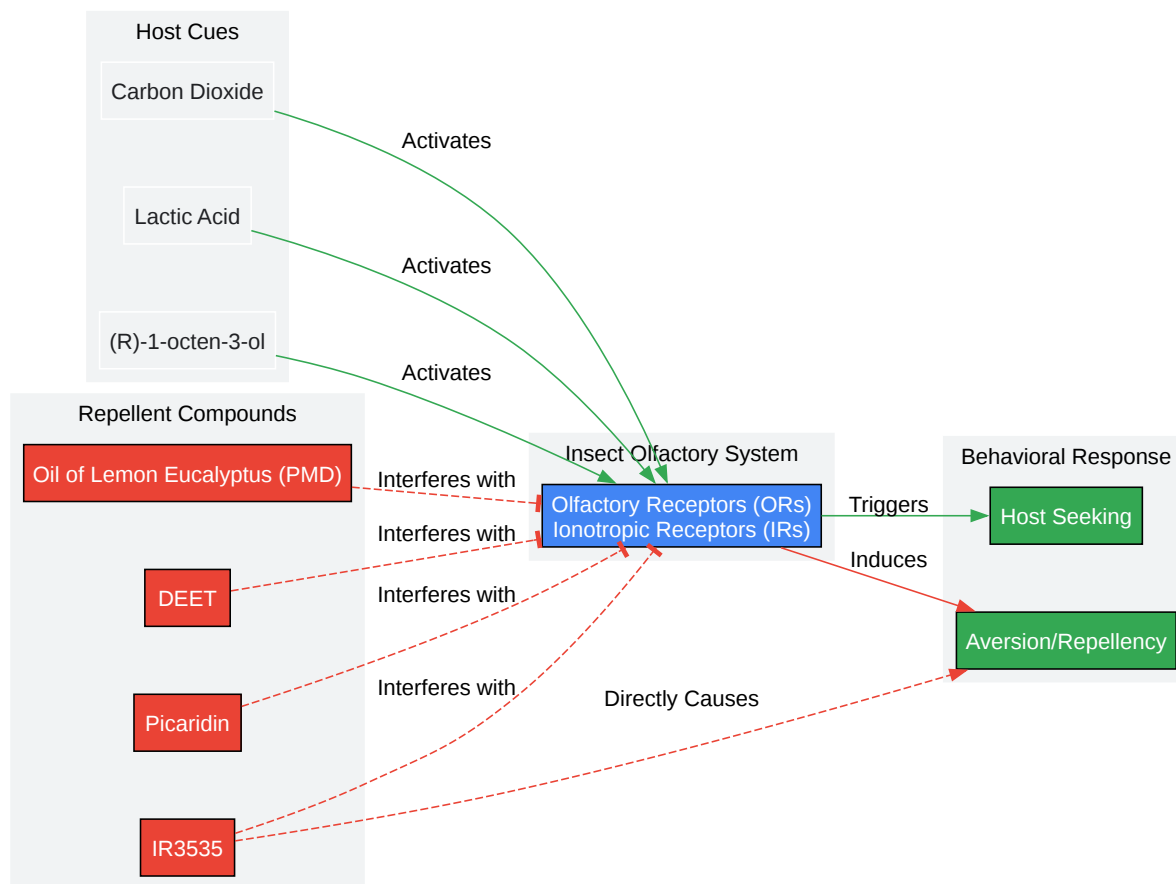 Host Cues
Carbon Dioxide
Activates
Lactic Acid
Activates
(R)-1-octen-3-ol
Activates
Repellent Compounds
Oil of Lemon Eucalyptus (PMD)
Interferes with
DEET
Interferes with
Picaridin
Interferes with
IR3535
Interferes with
Insect Olfactory System
Olfactory Receptors (ORs)
Ionotropic Receptors (IRs)
Triggers
Induces
Directly Causes
Behavioral Response
Host Seeking
Aversion/Repellency